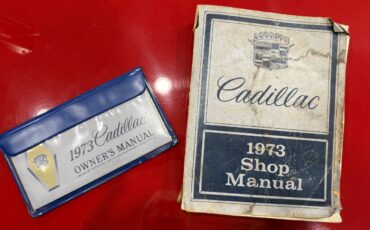 1973 Cadillac
OWNER'S MANUAL
Cadillac
1973
Shop
Manual